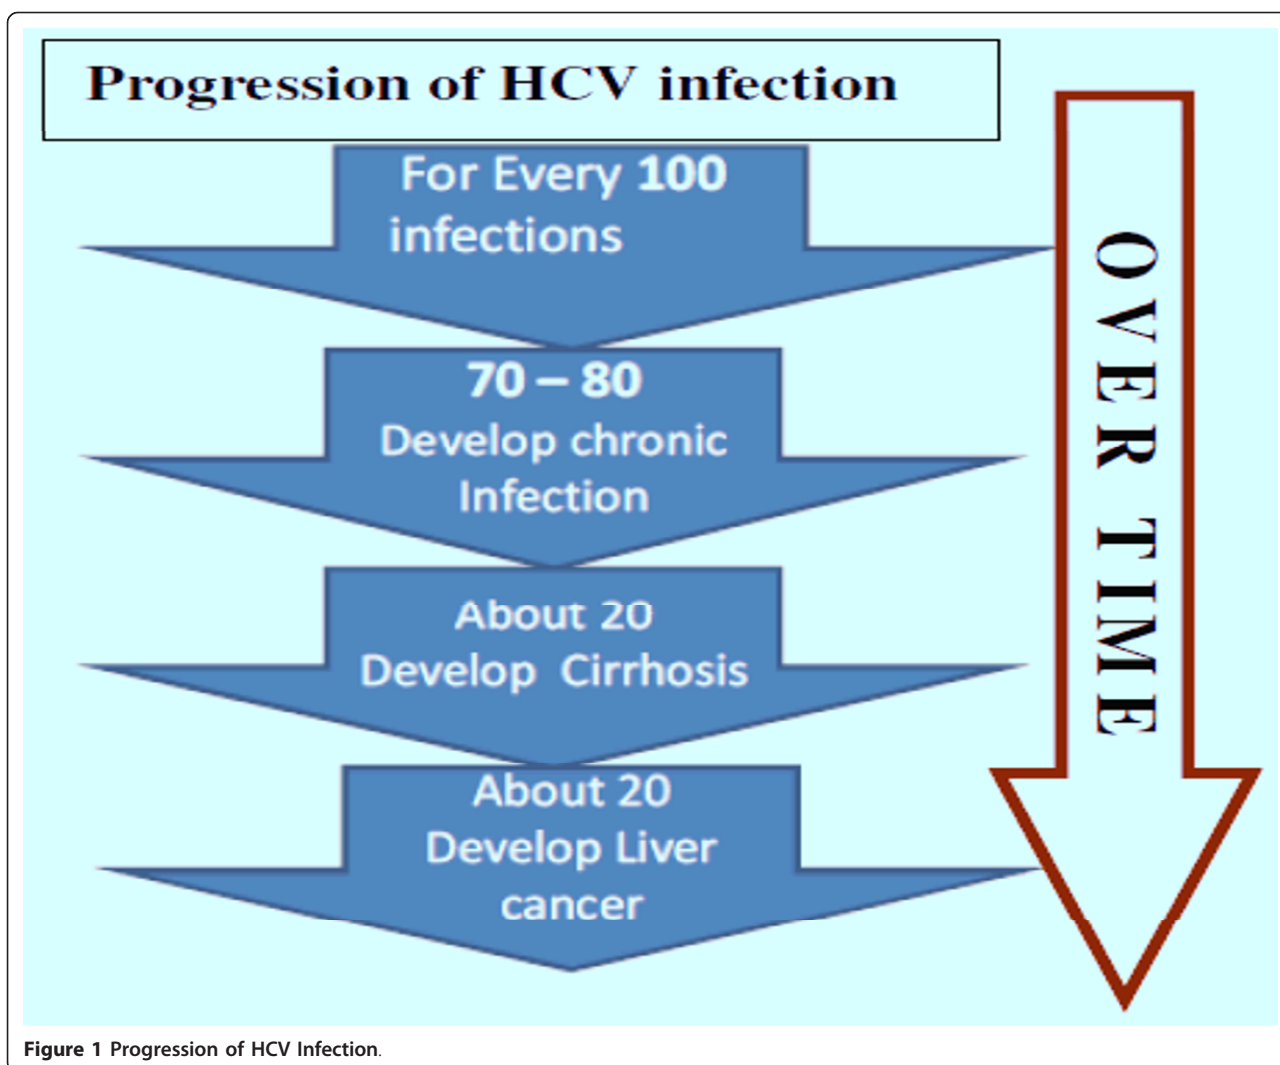 Progression of HCV infection
For Every 100
infections
70 – 80
Develop chronic
Infection
About 20
Develop Cirrhosis
About 20
Develop Liver
cancer
OVER TIME
Figure 1 Progression of HCV Infection.